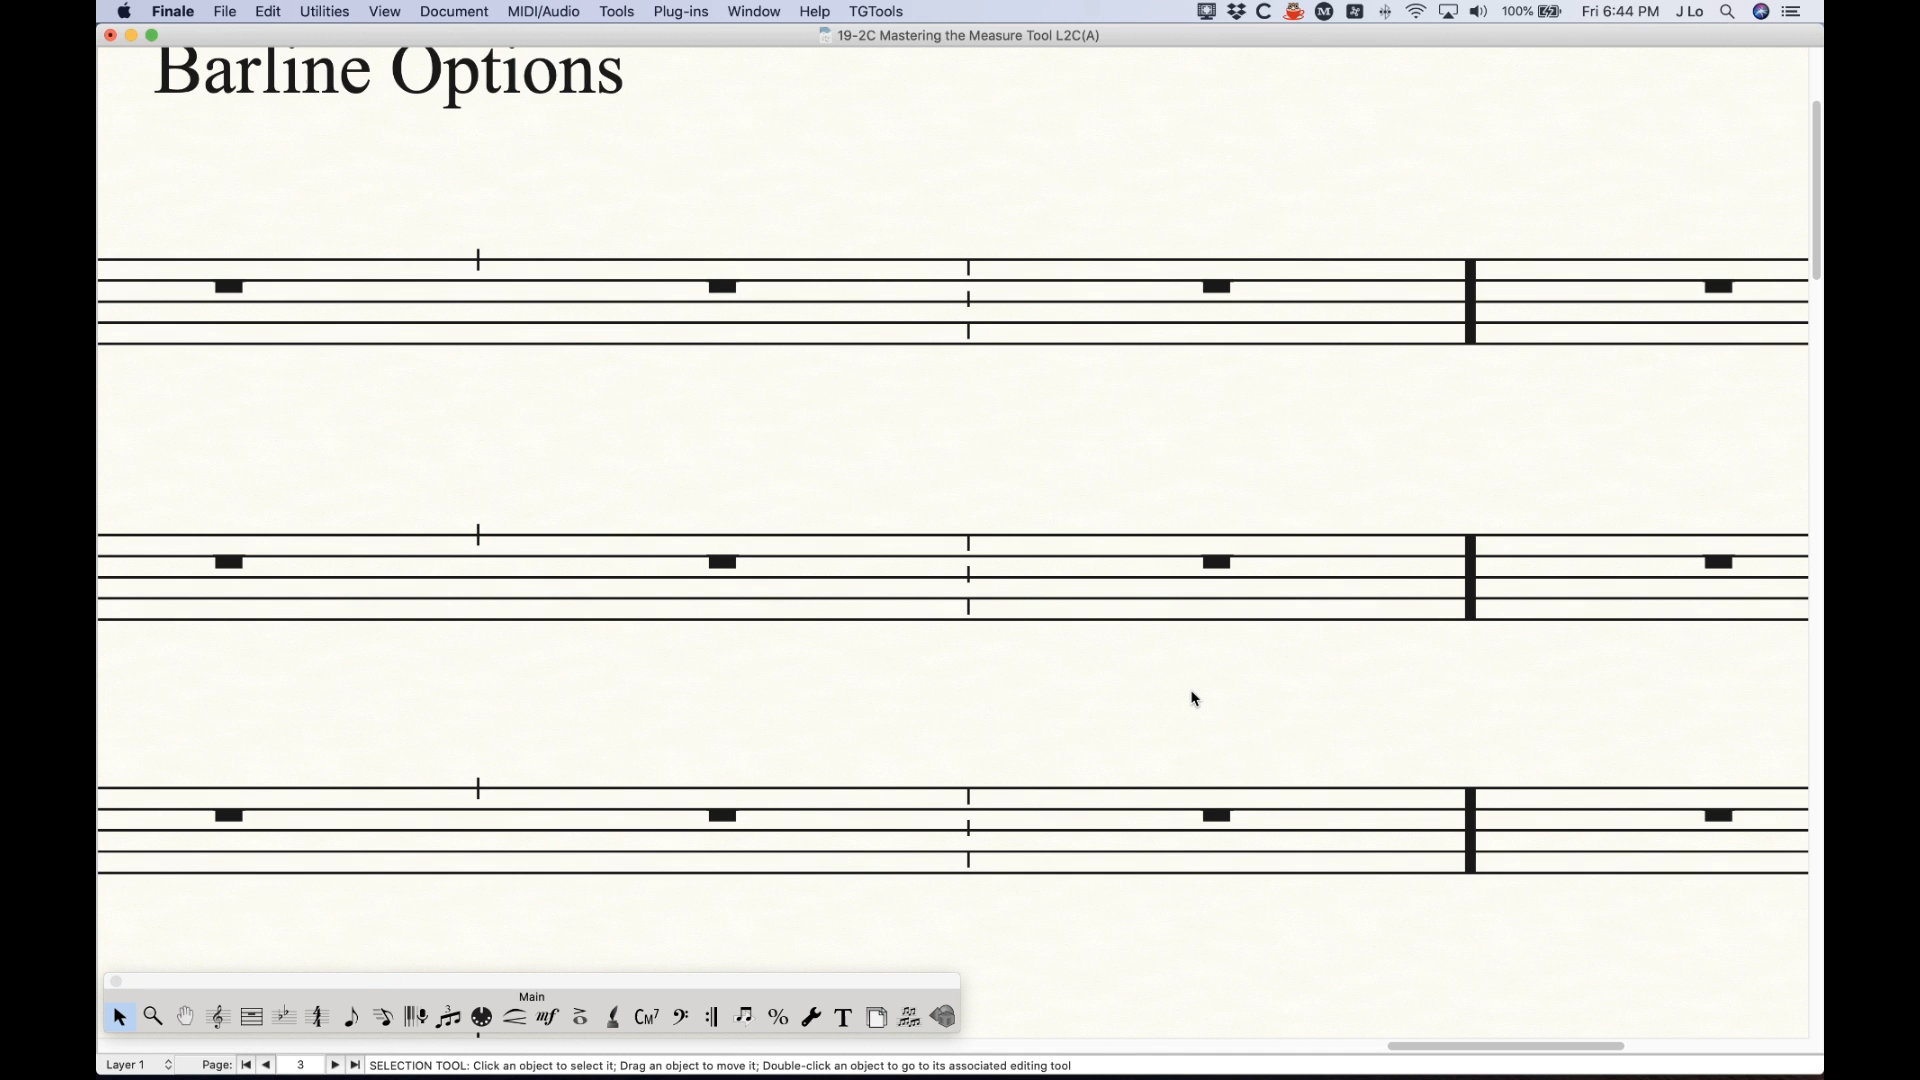 Finale File Edit Utilities View Document MIDI/Audio Tools Plug-ins Window Help TGTools 100% Fri 6:44 PM J Lo
19-2C Mastering the Measure Tool L2C(A)
Barline Options
Main
mf CM7 % T
Layer 1 Page: 3 SELECTION TOOL: Click an object to select it; Drag an object to move it; Double-click an object to go to its associated editing tool